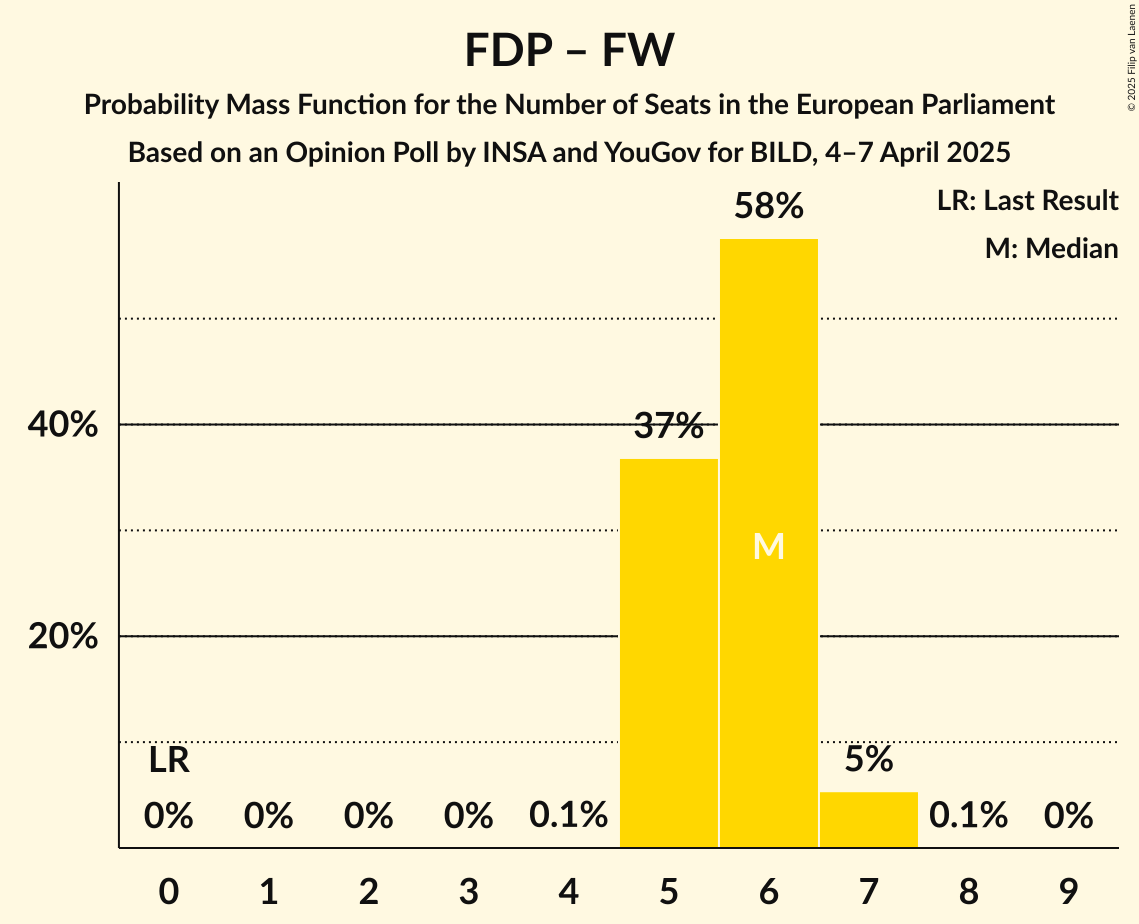 FDP – FW
Probability Mass Function for the Number of Seats in the European Parliament
Based on an Opinion Poll by INSA and YouGov for BILD, 4–7 April 2025
© 2025 Filip van Laenen
LR: Last Result
M: Median
58%
40%
37%
M
20%
LR
5%
0% 0% 0% 0% 0.1% 0.1% 0%
0 1 2 3 4 5 6 7 8 9